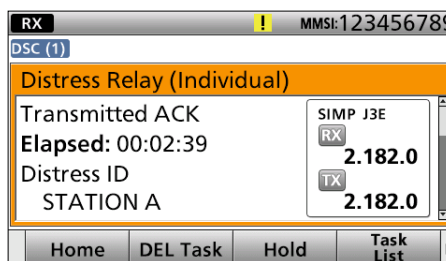 RX ! MMSI:123456789
DSC (1)
Distress Relay (Individual)
Transmitted ACK
Elapsed: 00:02:39
Distress ID
STATION A
SIMP J3E
RX
2.182.0
TX
2.182.0
Home DEL Task Hold Task List